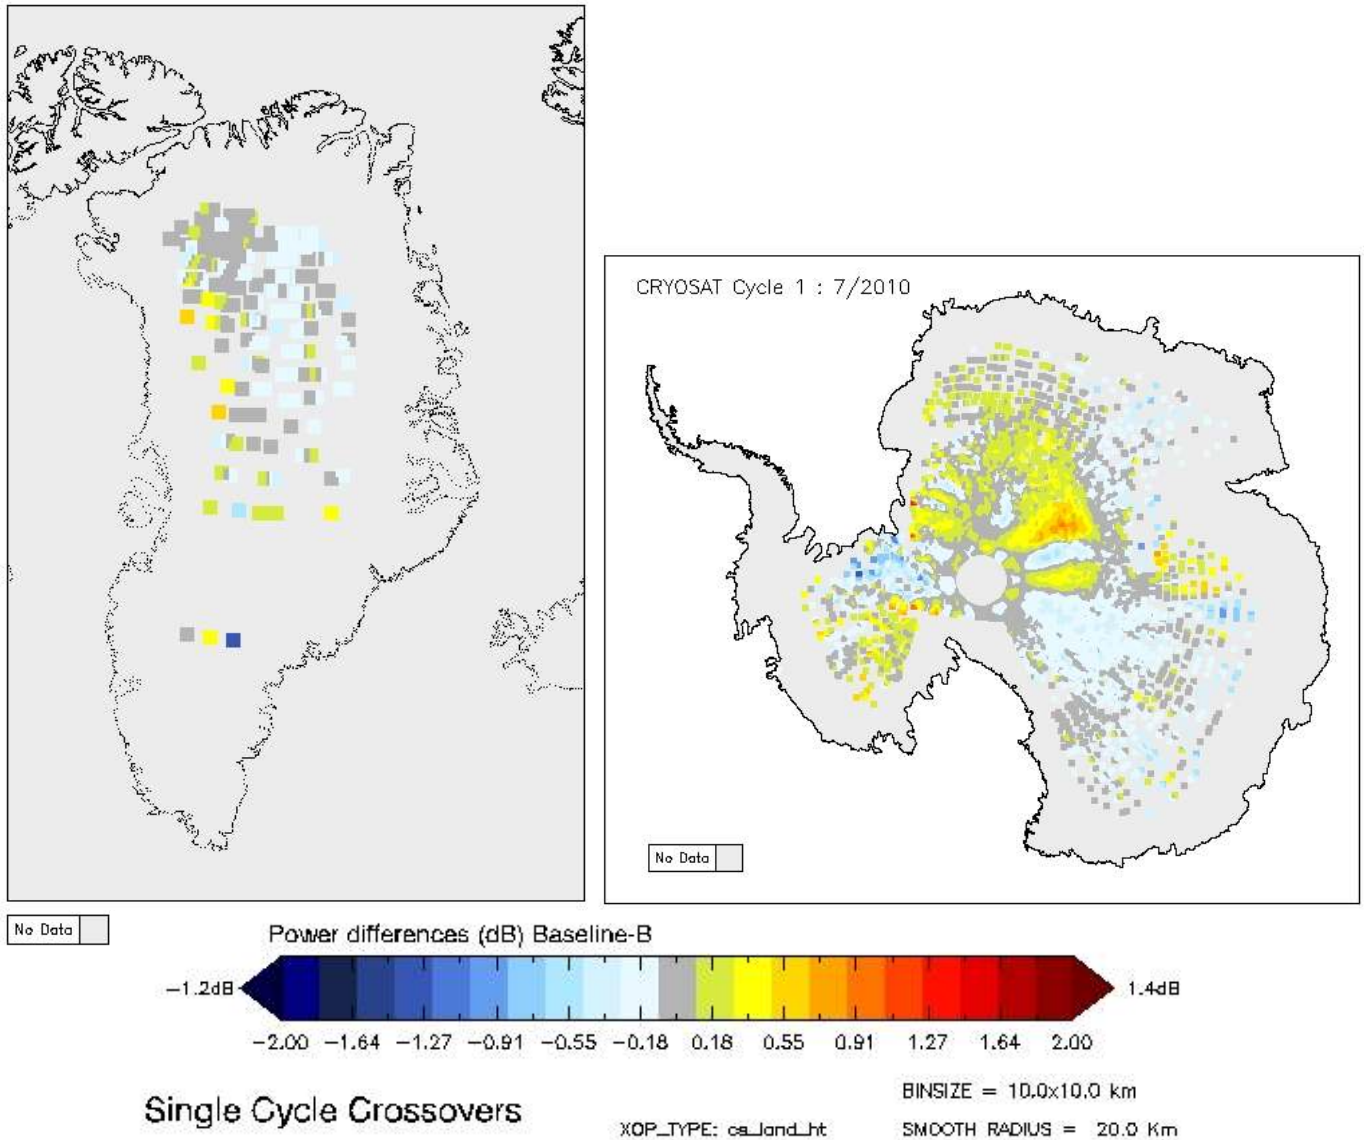 CRYOSAT Cycle 1 : 7/2010
No Data
No Data
Power differences (dB) Baseline-B
-1.2dB
1.4dB
-2.00 -1.64 -1.27 -0.91 -0.55 -0.18 0.18 0.55 0.91 1.27 1.64 2.00
BINSIZE = 10.0x10.0 km
Single Cycle Crossovers
XOP_TYPE: cs_land_ht
SMOOTH RADIUS = 20.0 Km